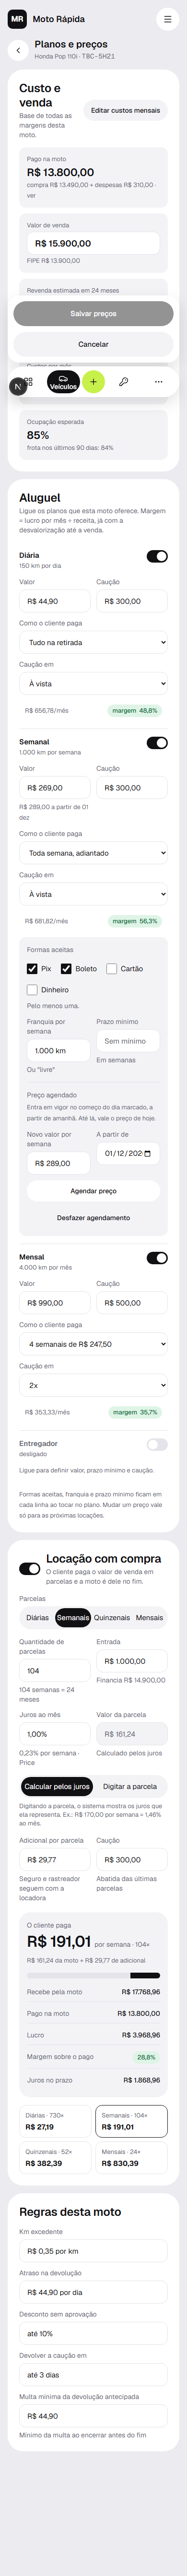 MR Moto Rápida
Planos e preços
Honda Pop 110i · TBC-5H21
Custo e venda
Base de todas as margens desta moto.
Editar custos mensais
Pago na moto
R$ 13.800,00
compra R$ 13.490,00 + despesas R$ 310,00 · ver
Valor de venda
R$ 15.900,00
FIPE R$ 13.900,00
Revenda estimada em 24 meses
Salvar preços
Cancelar
N
Veículos
Ocupação esperada
85%
frota nos últimos 90 dias: 84%
Aluguel
Ligue os planos que esta moto oferece. Margem = lucro por mês ÷ receita, já com a desvalorização até a venda.
Diária
150 km por dia
Valor
Caução
R$ 44,90
R$ 300,00
Como o cliente paga
Tudo na retirada
Caução em
À vista
R$ 656,78/mês
margem 48,8%
Semanal
1.000 km por semana
Valor
Caução
R$ 269,00
R$ 300,00
R$ 289,00 a partir de 01 dez
Como o cliente paga
Toda semana, adiantado
Caução em
À vista
R$ 681,82/mês
margem 56,3%
Formas aceitas
Pix
Boleto
Cartão
Dinheiro
Pelo menos uma.
Franquia por semana
Prazo mínimo
1.000 km
Sem mínimo
Ou "livre"
Em semanas
Preço agendado
Entra em vigor no começo do dia marcado, a partir de amanhã. Até lá, vale o preço de hoje.
Novo valor por semana
A partir de
R$ 289,00
01/12/202
Agendar preço
Desfazer agendamento
Mensal
4.000 km por mês
Valor
Caução
R$ 990,00
R$ 500,00
Como o cliente paga
4 semanas de R$ 247,50
Caução em
2x
R$ 353,33/mês
margem 35,7%
Entregador
desligado
Ligue para definir valor, prazo mínimo e caução.
Formas aceitas, franquia e prazo mínimo ficam em cada linha ao tocar no plano. Mudar um preço vale só para as próximas locações.
Locação com compra
O cliente paga o valor de venda em parcelas e a moto é dele no fim.
Parcelas
Diárias
Semanais
Quinzenais
Mensais
Quantidade de parcelas
Entrada
104
R$ 1.000,00
104 semanas = 24 meses
Financia R$ 14.900,00
Juros ao mês
Valor da parcela
1,00%
R$ 161,24
0,23% por semana · Price
Calculado pelos juros
Calcular pelos juros
Digitar a parcela
Digitando a parcela, o sistema mostra os juros que ela representa. Ex.: R$ 170,00 por semana = 1,46% ao mês.
Adicional por parcela
Caução
R$ 29,77
R$ 300,00
Seguro e rastreador seguem com a locadora
Abatida das últimas parcelas
O cliente paga
R$ 191,01 por semana · 104×
R$ 161,24 da moto + R$ 29,77 de adicional
Recebe pela moto
R$ 17.768,96
Pago na moto
R$ 13.800,00
Lucro
R$ 3.968,96
Margem sobre o pago
28,8%
Juros no prazo
R$ 1.868,96
Diárias · 730×
R$ 27,19
Semanais · 104×
R$ 191,01
Quinzenais · 52×
R$ 382,39
Mensais · 24×
R$ 830,39
Regras desta moto
Km excedente
R$ 0,35 por km
Atraso na devolução
R$ 44,90 por dia
Desconto sem aprovação
até 10%
Devolver a caução em
até 3 dias
Multa mínima da devolução antecipada
R$ 44,90
Mínimo da multa ao encerrar antes do fim